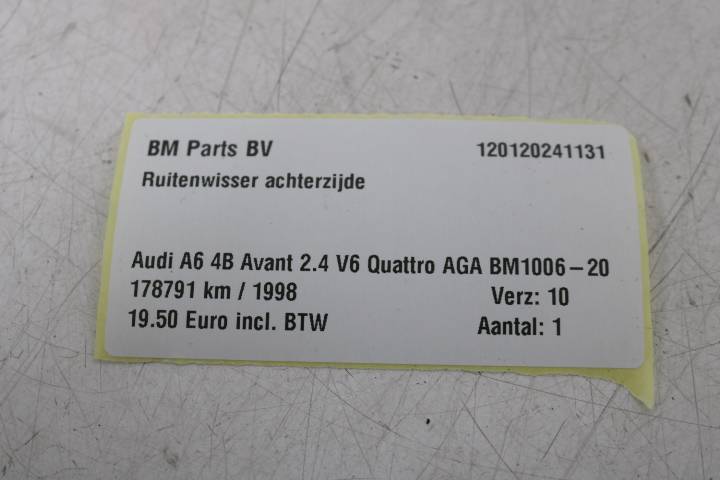 BM Parts BV 120120241131
Ruitenwisser achterzijde
Audi A6 4B Avant 2.4 V6 Quattro AGA BM1006-20
178791 km / 1998 Verz: 10
19.50 Euro incl. BTW Aantal: 1